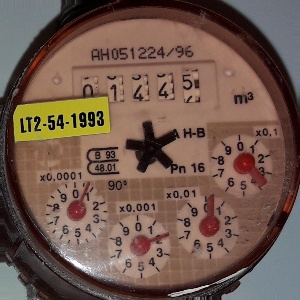 AH051224/96
0 1 4 4 5 m³
LT2-54-1993
A H-B
B 93
48.01
Pn 16
90°
x0.1
x0.0001
x0.001
x0.01